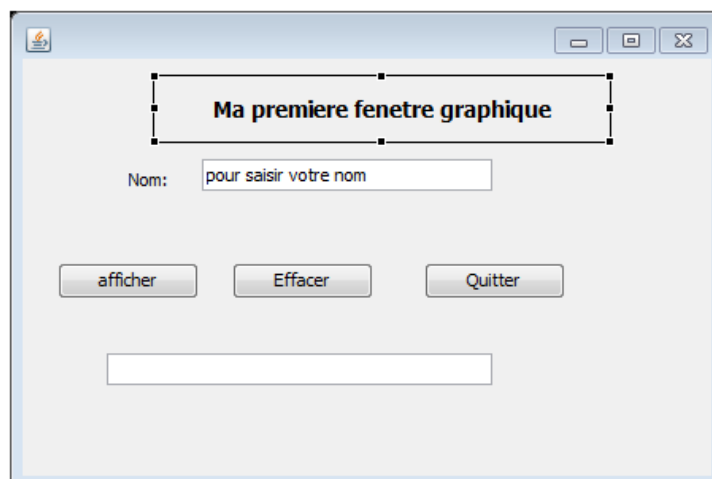 Ma premiere fenetre graphique
Nom: pour saisir votre nom
afficher Effacer Quitter